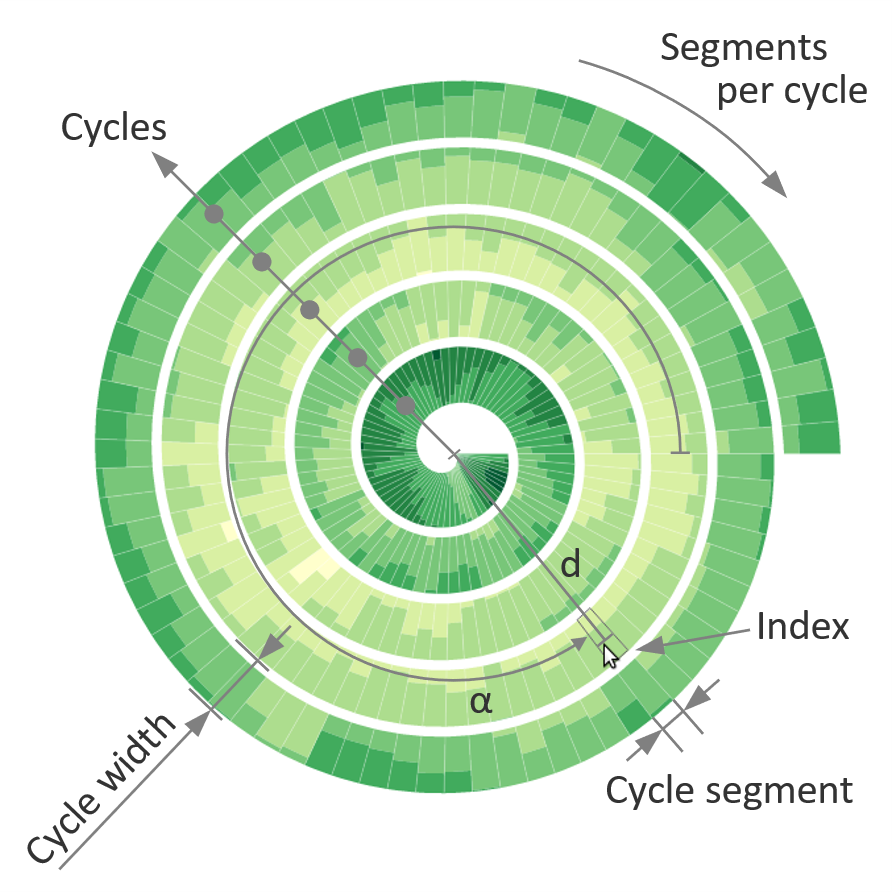 Segments
per cycle
Cycles
d
Index
α
Cycle width
Cycle segment